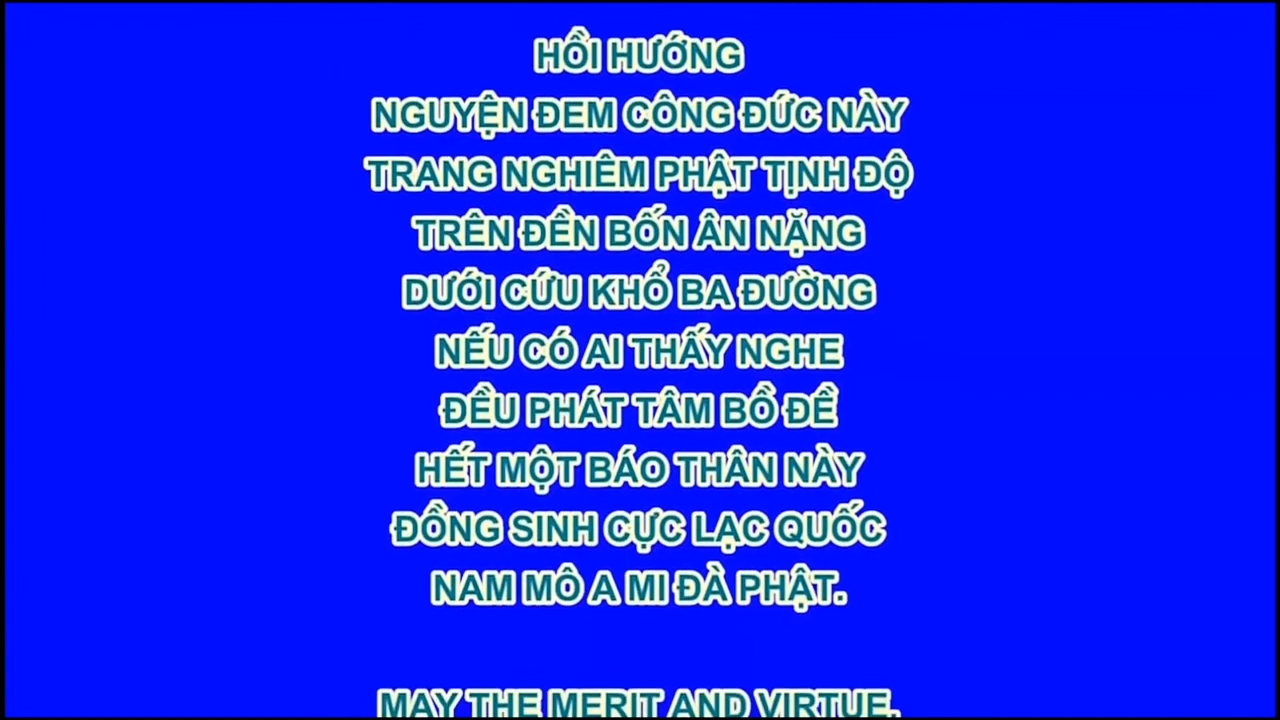 HỒI HƯỚNG
NGUYỆN ĐEM CÔNG ĐỨC NÀY
TRANG NGHIÊM PHẬT TỊNH ĐỘ
TRÊN ĐỀN BỐN ÂN NẶNG
DƯỚI CỨU KHỔ BA ĐƯỜNG
NẾU CÓ AI THẤY NGHE
ĐỀU PHÁT TÂM BỒ ĐỀ
HẾT MỘT BÁO THÂN NÀY
ĐỒNG SINH CỰC LẠC QUỐC
NAM MÔ A MI ĐÀ PHẬT.
MAY THE MERIT AND VIRTUE,